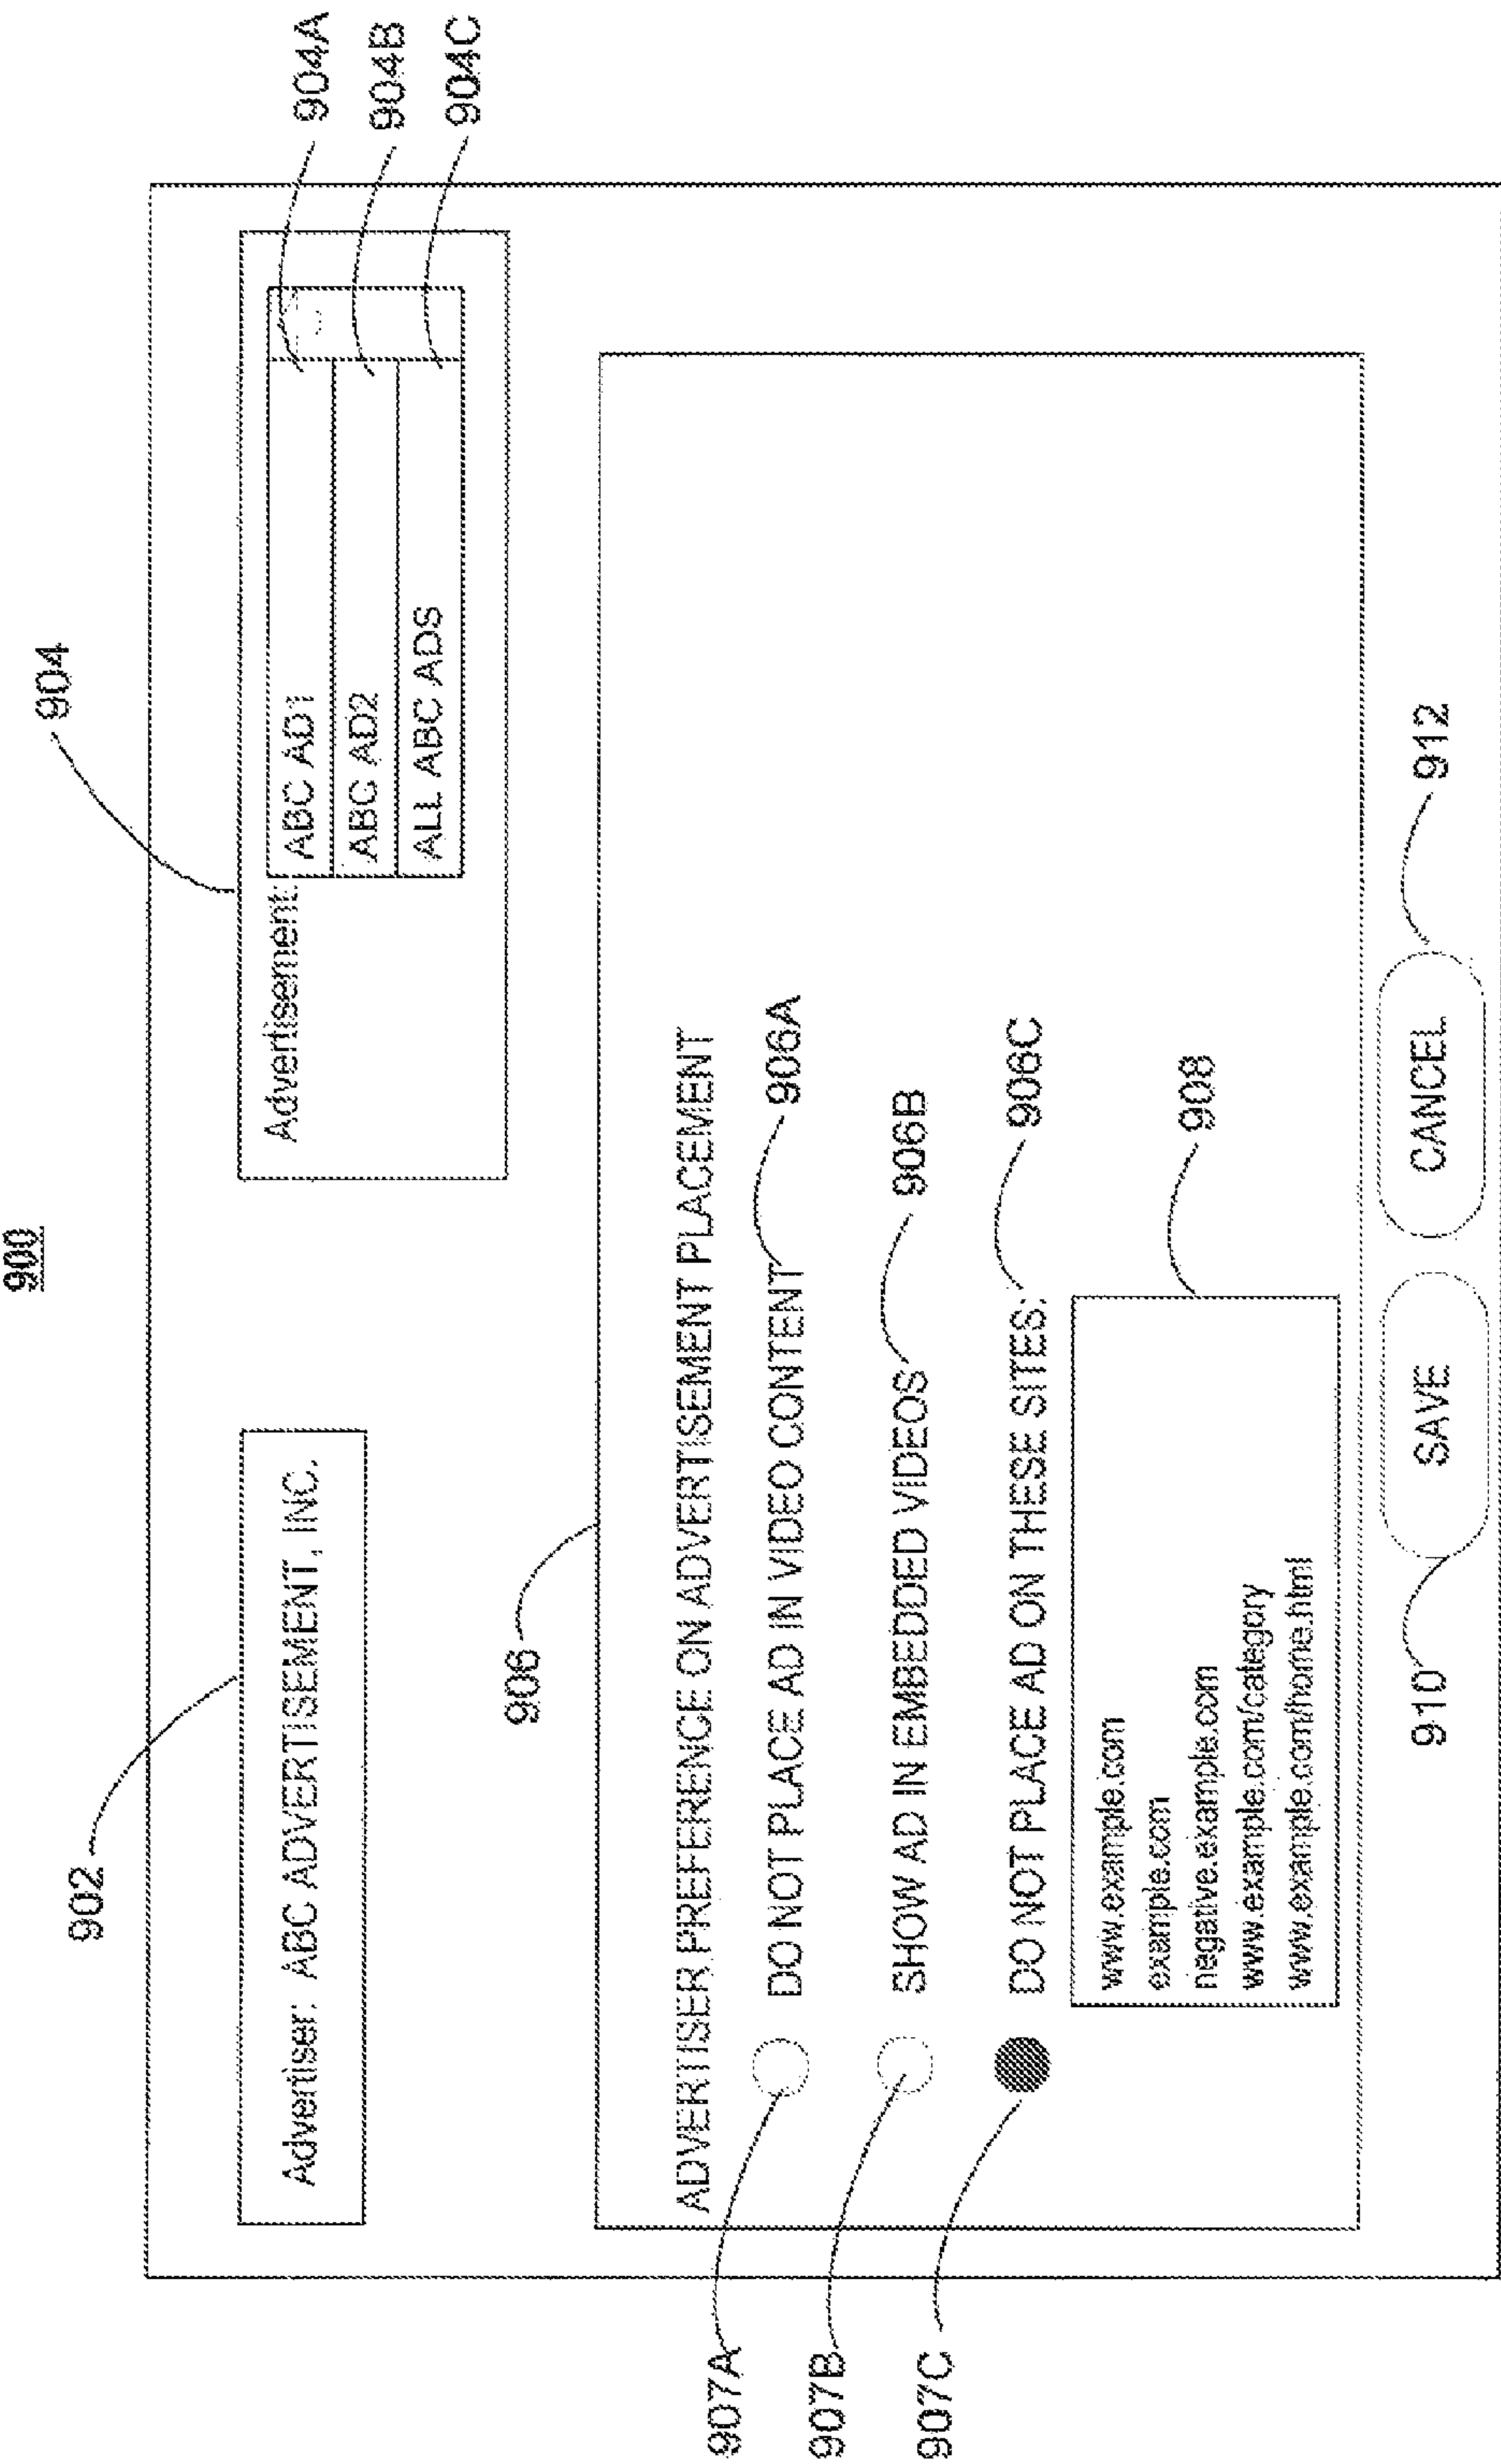 900
902
904
Advertiser: ABC ADVERTISEMENT, INC.
Advertisement:
ABC AD1
ABC AD2
ALL ABC ADS
904A
904B
904C
906
ADVERTISER PREFERENCE ON ADVERTISEMENT PLACEMENT
907A
DO NOT PLACE AD IN VIDEO CONTENT
906A
907B
SHOW AD IN EMBEDDED VIDEOS
906B
907C
DO NOT PLACE AD ON THESE SITES:
906C
www.example.com
example.com
negative.example.com
www.example.com/category
www.example.com/home.html
908
910
SAVE
CANCEL
912